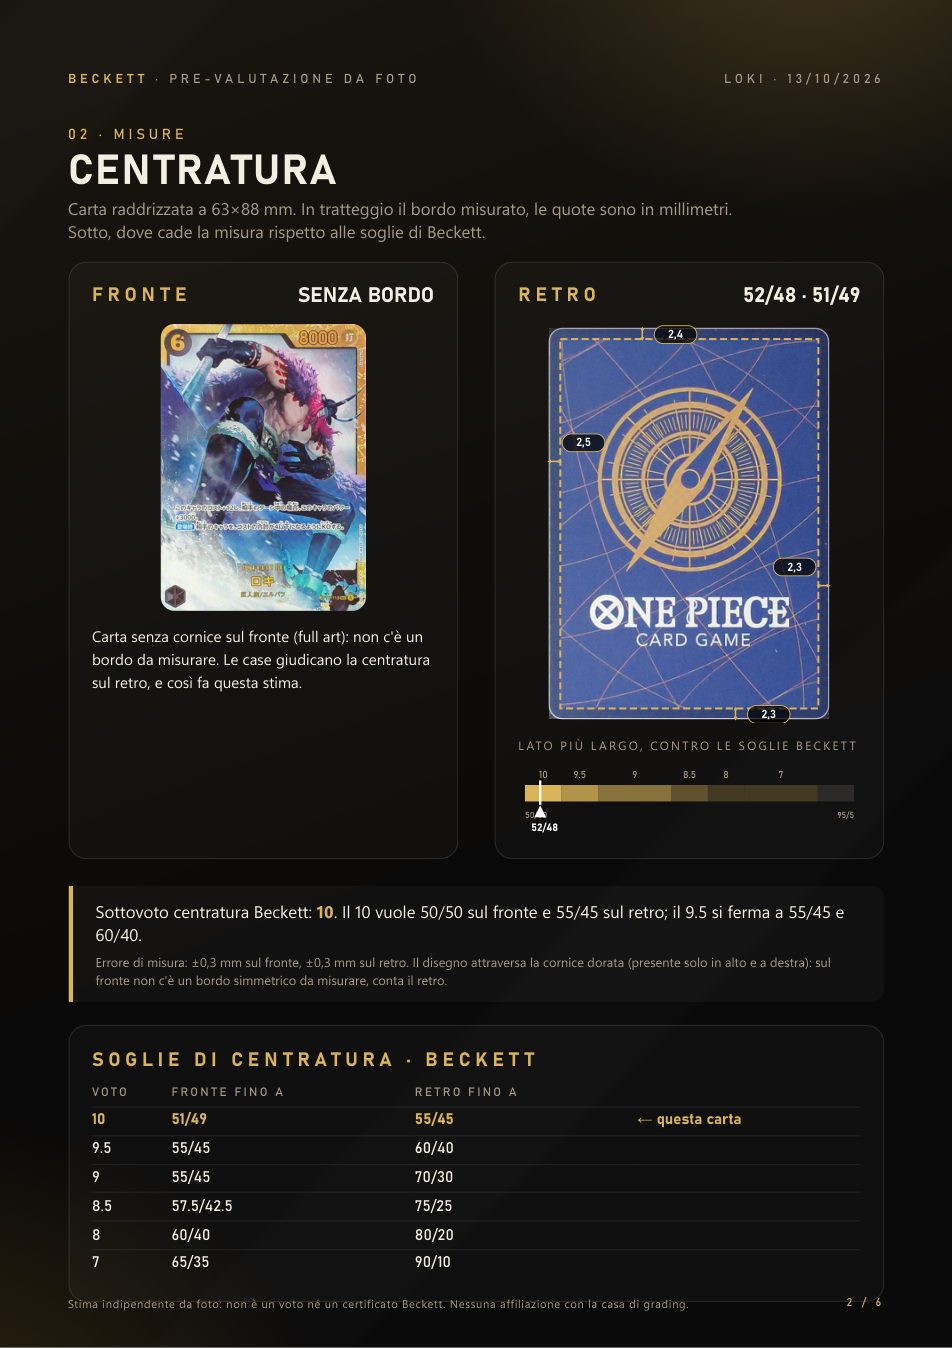 BECKETT · PRE-VALUTAZIONE DA FOTO
LOKI · 13/10/2026
02 · MISURE
CENTRATURA
Carta raddrizzata a 63×88 mm. In tratteggio il bordo misurato, le quote sono in millimetri.
Sotto, dove cade la misura rispetto alle soglie di Beckett.
FRONTE
SENZA BORDO
6
8000
打
ロキ
巨人族/エルバフ
Carta senza cornice sul fronte (full art): non c'è un
bordo da misurare. Le case giudicano la centratura
sul retro, e così fa questa stima.
RETRO
52/48 · 51/49
2,4
2,5
2,3
ONE PIECE
CARD GAME
2,3
LATO PIÙ LARGO, CONTRO LE SOGLIE BECKETT
10 9.5 9 8.5 8 7
95/5
52/48
Sottovoto centratura Beckett: 10. Il 10 vuole 50/50 sul fronte e 55/45 sul retro; il 9.5 si ferma a 55/45 e
60/40.
Errore di misura: ±0,3 mm sul fronte, ±0,3 mm sul retro. Il disegno attraversa la cornice dorata (presente solo in alto e a destra): sul
fronte non c'è un bordo simmetrico da misurare, conta il retro.
SOGLIE DI CENTRATURA · BECKETT
VOTO FRONTE FINO A RETRO FINO A
10 51/49 55/45 ← questa carta
9.5 55/45 60/40
9 55/45 70/30
8.5 57.5/42.5 75/25
8 60/40 80/20
7 65/35 90/10
Stima indipendente da foto: non è un voto né un certificato Beckett. Nessuna affiliazione con la casa di grading.
2 / 6